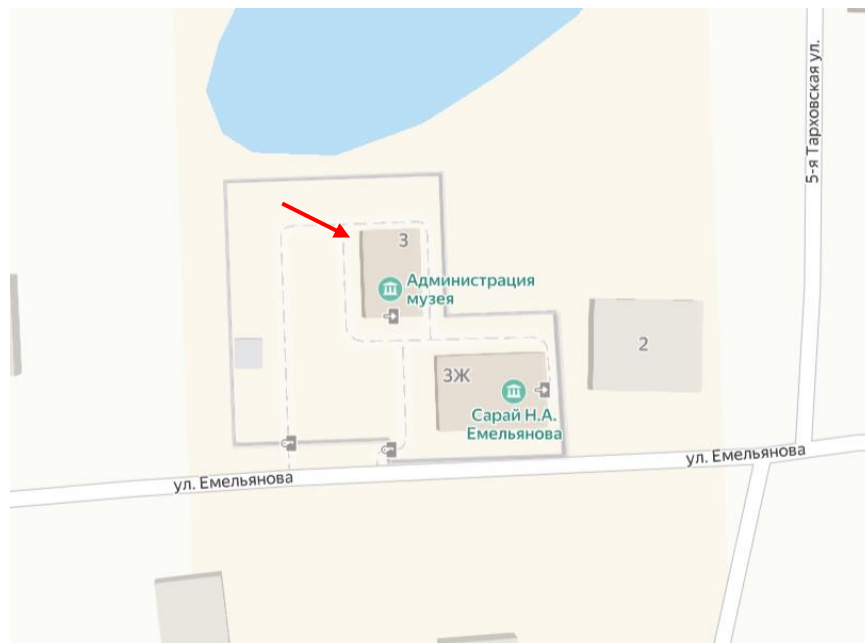 5-я Тарховская ул.
3
Администрация
музея
2
3Ж
Сарай Н.А.
Емельянова
ул. Емельянова
ул. Емельянова